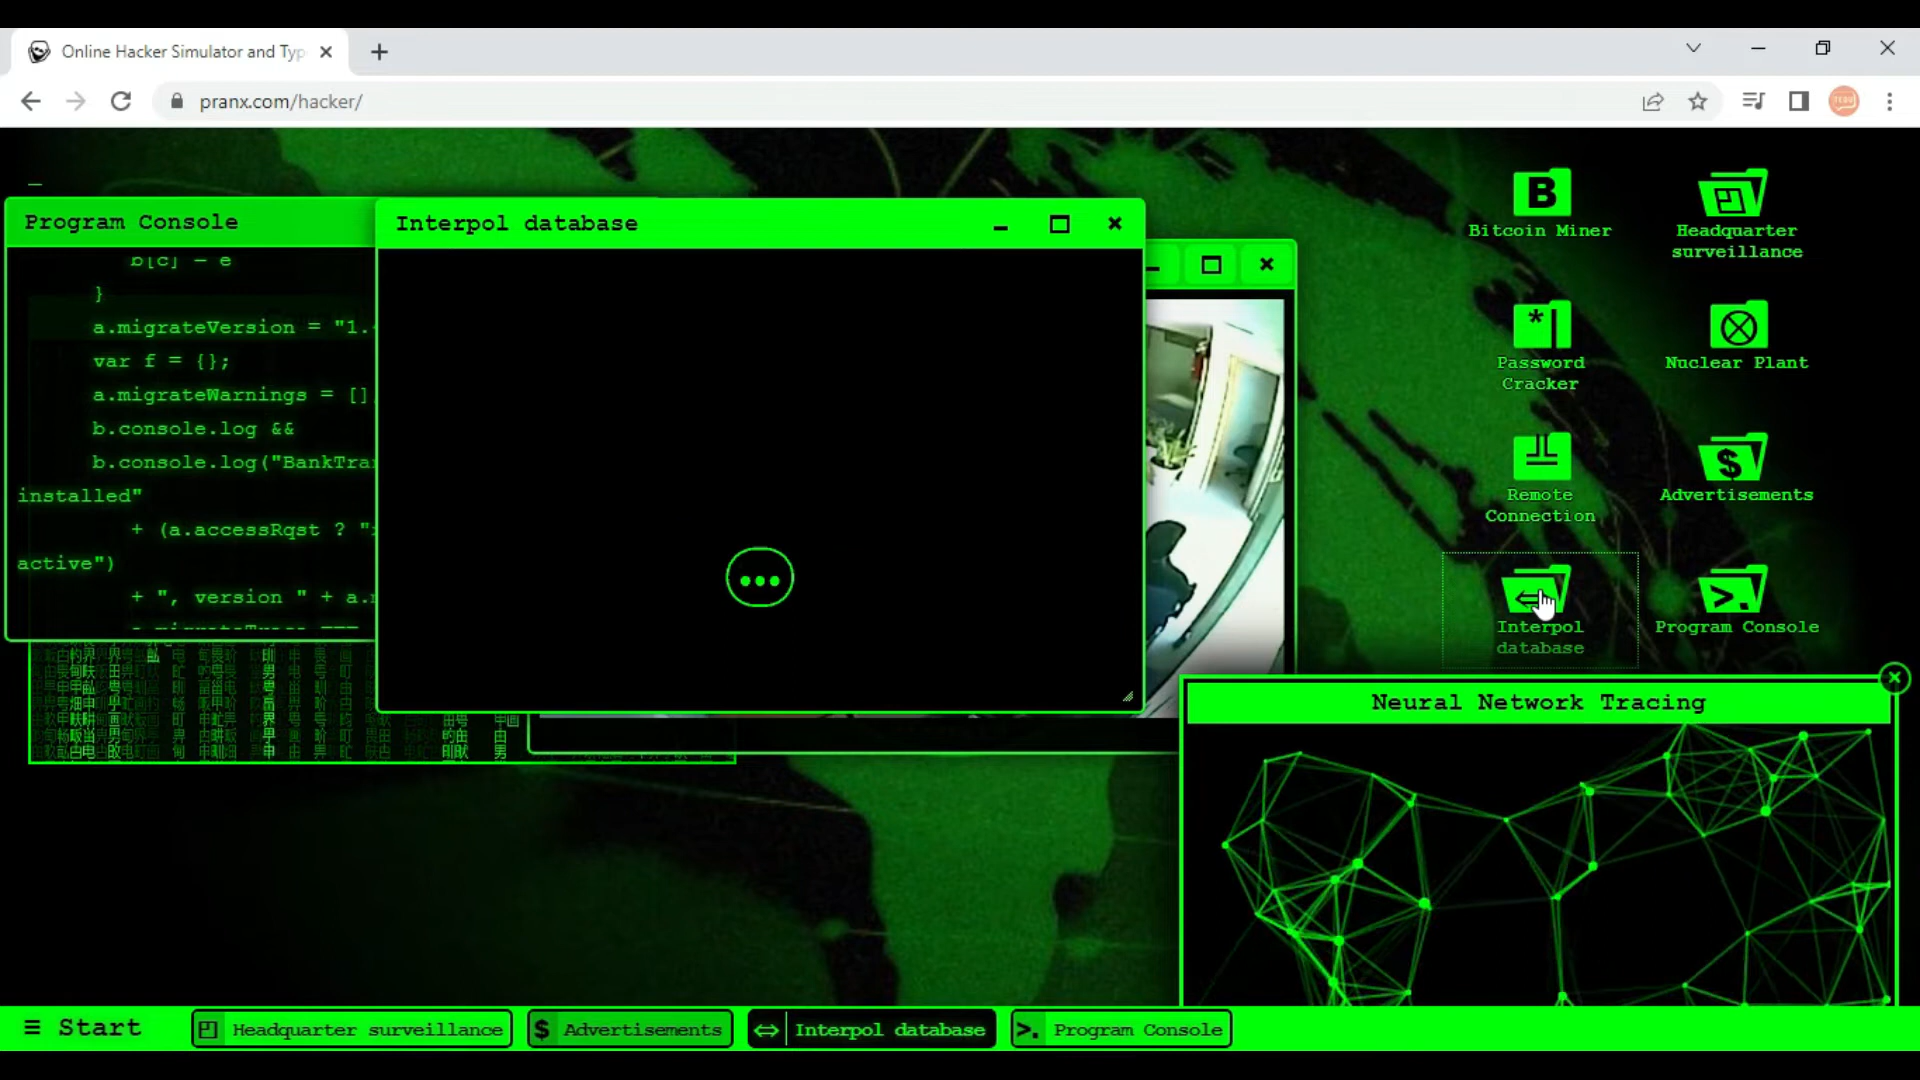 Online Hacker Simulator and Typ
pranx.com/hacker/
Program Console
b[c] = e
}
a.migrateVersion = "1.
var f = {};
a.migrateWarnings = []
b.console.log &&
b.console.log("BankTra
installed"
+ (a.accessRqst ? "
active")
+ ", version " + a.
Interpol database
Bitcoin Miner
Headquarter
surveillance
Password
Cracker
Nuclear Plant
Remote
Connection
Advertisements
Interpol
database
Program Console
Neural Network Tracing
Start
Headquarter surveillance
Advertisements
Interpol database
Program Console